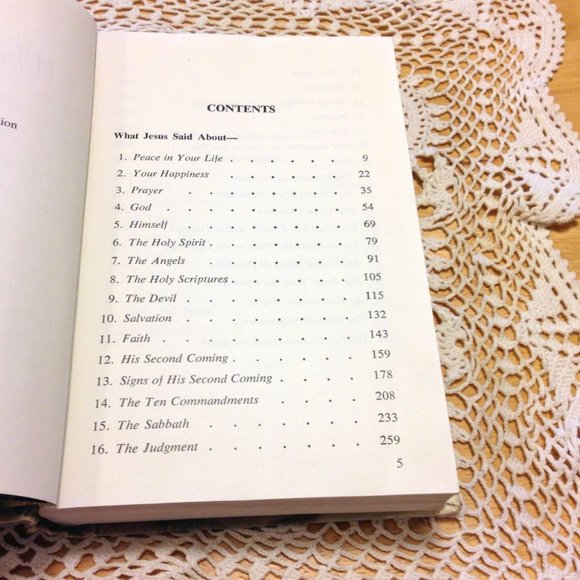 tion
CONTENTS
What Jesus Said About—
1. Peace in Your Life . . . . . . 9
2. Your Happiness . . . . . 22
3. Prayer . . . . . . . 35
4. God . . . . . . . . 54
5. Himself . . . . . . . 69
6. The Holy Spirit . . . . . . 79
7. The Angels . . . . . . . 91
8. The Holy Scriptures . . . . . . 105
9. The Devil . . . . . . . 115
10. Salvation . . . . . . . 132
11. Faith . . . . . . . . 143
12. His Second Coming . . . . . . 159
13. Signs of His Second Coming . . . . 178
14. The Ten Commandments . . . . . 208
15. The Sabbath . . . . . . . 233
16. The Judgment . . . . . . . 259
5